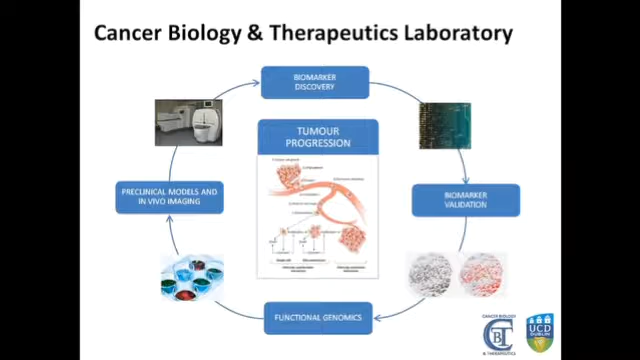 Cancer Biology & Therapeutics Laboratory
BIOMARKER
DISCOVERY
TUMOUR
PROGRESSION
PRECLINICAL MODELS AND
IN VIVO IMAGING
BIOMARKER
VALIDATION
FUNCTIONAL GENOMICS
CANCER BIOLOGY
CBT
& THERAPEUTICS
UCD
DUBLIN